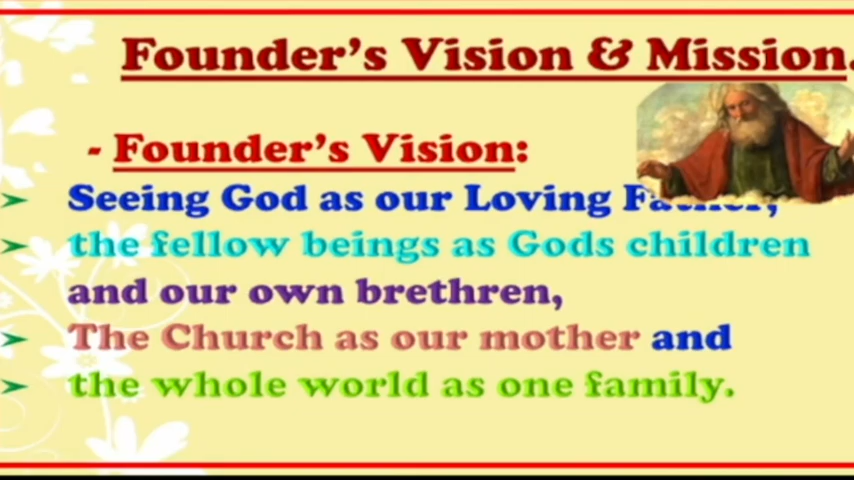 Founder's Vision & Mission.
- Founder's Vision:
Seeing God as our Loving Father,
the fellow beings as Gods children
and our own brethren,
The Church as our mother and
the whole world as one family.